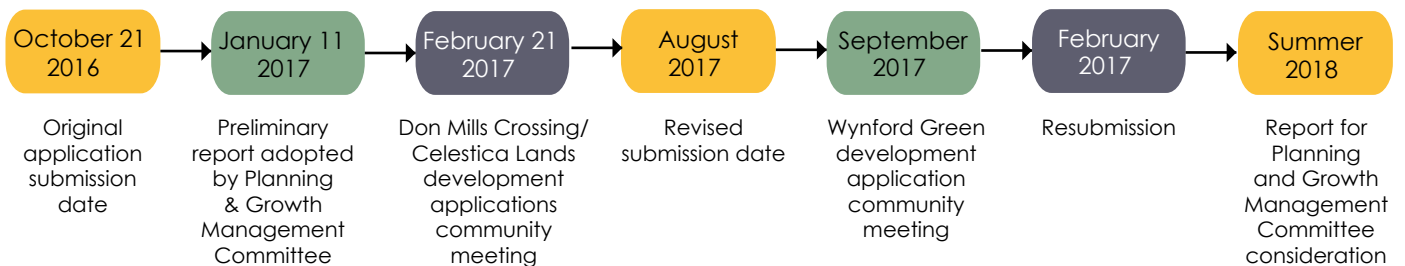 October 21
2016
January 11
2017
February 21
2017
August
2017
September
2017
February
2017
Summer
2018
Original
application
submission
date
Preliminary
report adopted
by Planning
& Growth
Management
Committee
Don Mills Crossing/
Celestica Lands
development
applications
community
meeting
Revised
submission date
Wynford Green
development
application
community
meeting
Resubmission
Report for
Planning
and Growth
Management
Committee
consideration